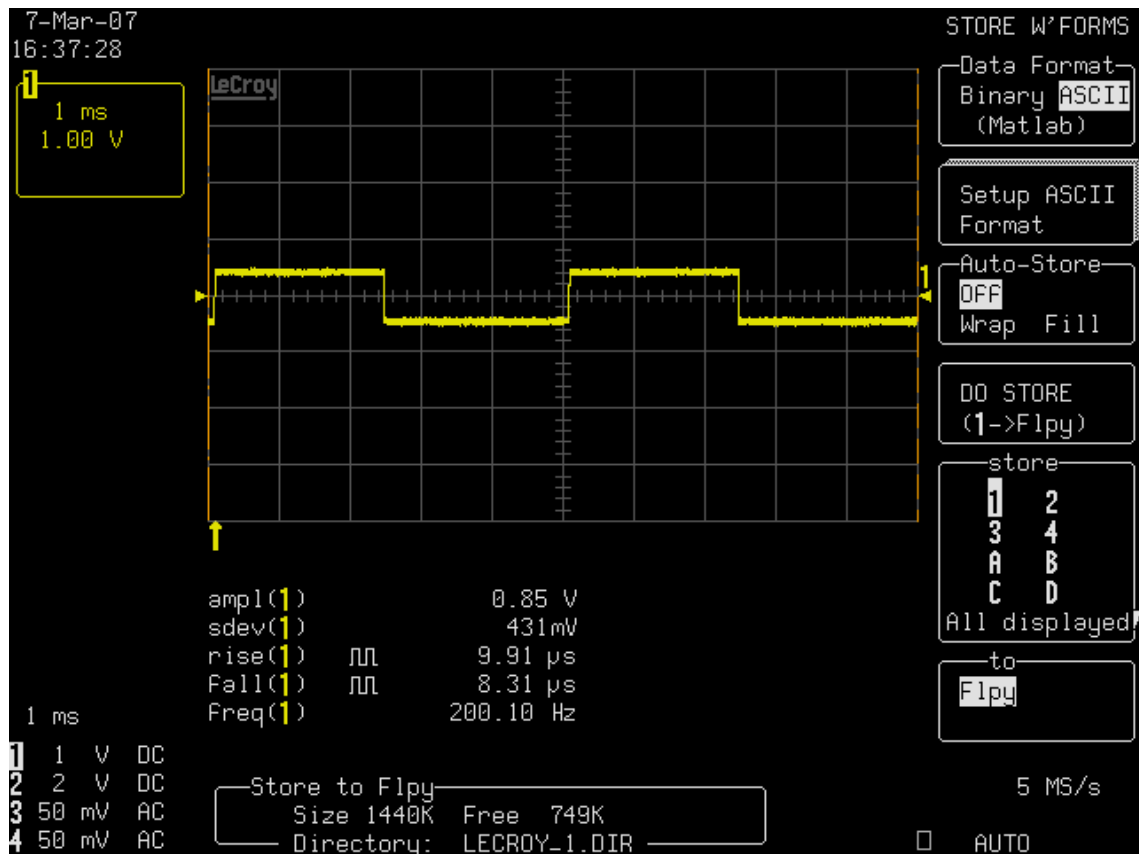 7-Mar-07
16:37:28
1
1 ms
1.00 V
LeCroy
1
STORE W'FORMS
Data Format
Binary ASCII
(Matlab)
Setup ASCII
Format
Auto-Store
OFF
Wrap Fill
DO STORE
(1->Flpy)
store
1 2
3 4
A B
C D
All displayed
to
Flpy
ampl(1) 0.85 V
sdev(1) 431mV
rise(1) 9.91 µs
Fall(1) 8.31 µs
Freq(1) 200.10 Hz
1 ms
1 1 V DC
2 2 V DC
3 50 mV AC
4 50 mV AC
Store to Flpy
Size 1440K Free 749K
Directory: LECROY_1.DIR
5 MS/s
AUTO